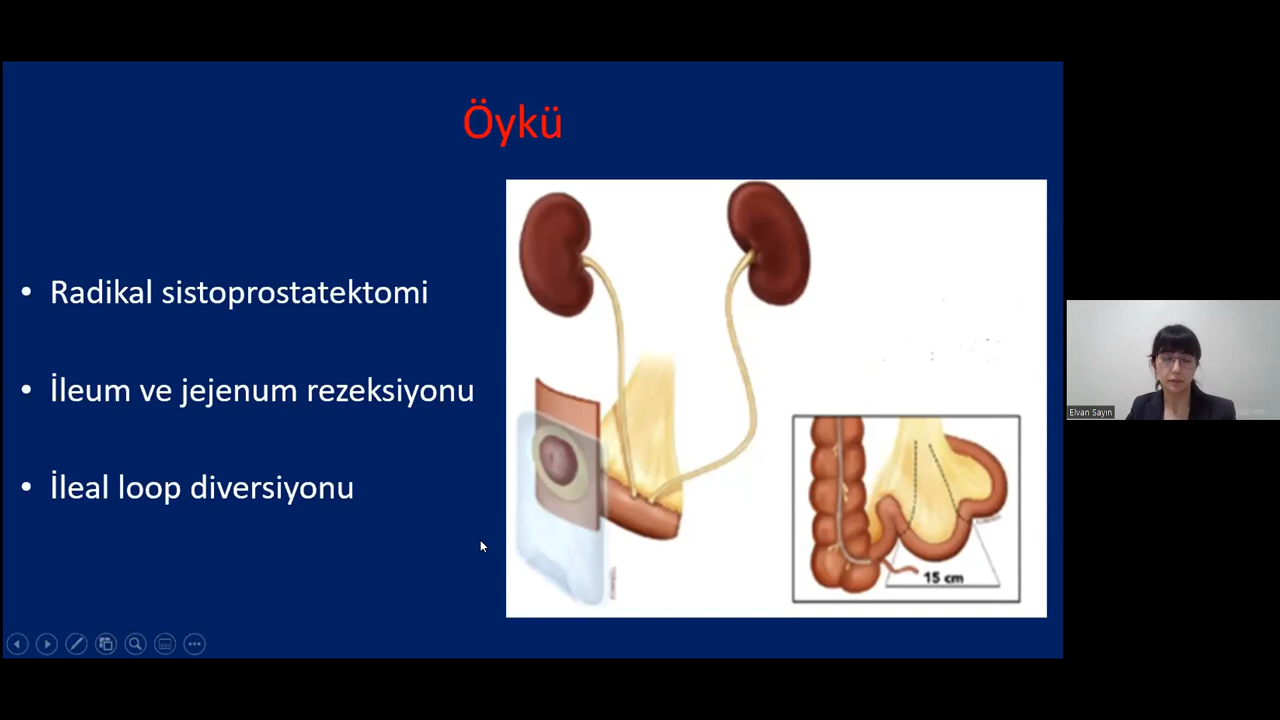 Öykü
• Radikal sistoprostatektomi
• İleum ve jejenum rezeksiyonu
• İleal loop diversiyonu
15 cm
Elvan Sayın